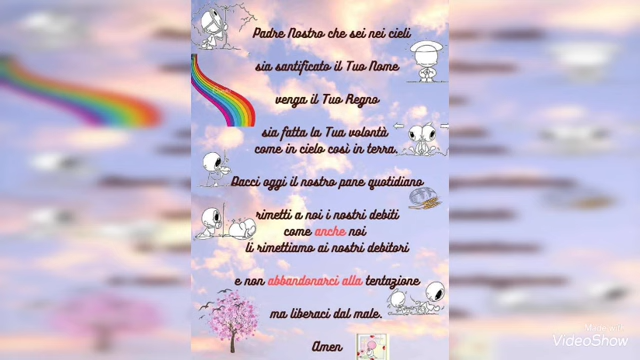 Padre Nostro che sei nei cieli
sia santificato il Tuo Nome
venga il Tuo Regno
sia fatta la Tua volontà
come in cielo così in terra.
Dacci oggi il nostro pane quotidiano
rimetti a noi i nostri debiti
come anche noi
li rimettiamo ai nostri debitori
e non abbandonarci alla tentazione
ma liberaci dal male.
Amen
VideoShow